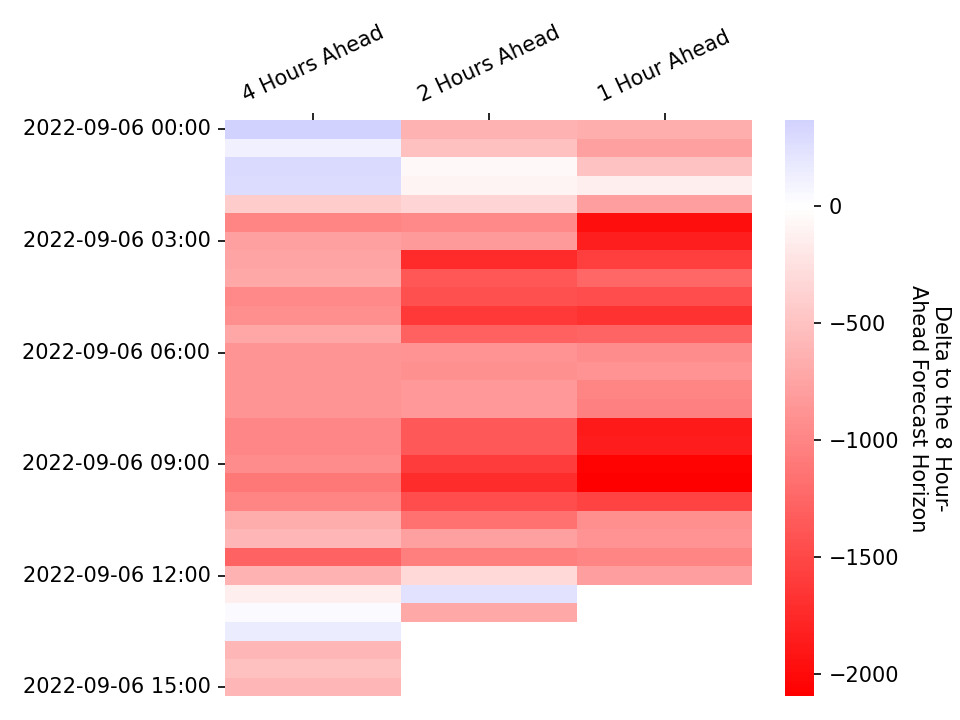 4 Hours Ahead
2 Hours Ahead
1 Hour Ahead
2022-09-06 00:00
2022-09-06 03:00
2022-09-06 06:00
2022-09-06 09:00
2022-09-06 12:00
2022-09-06 15:00
0
−500
−1000
−1500
−2000
Delta to the 8 Hour-
Ahead Forecast Horizon